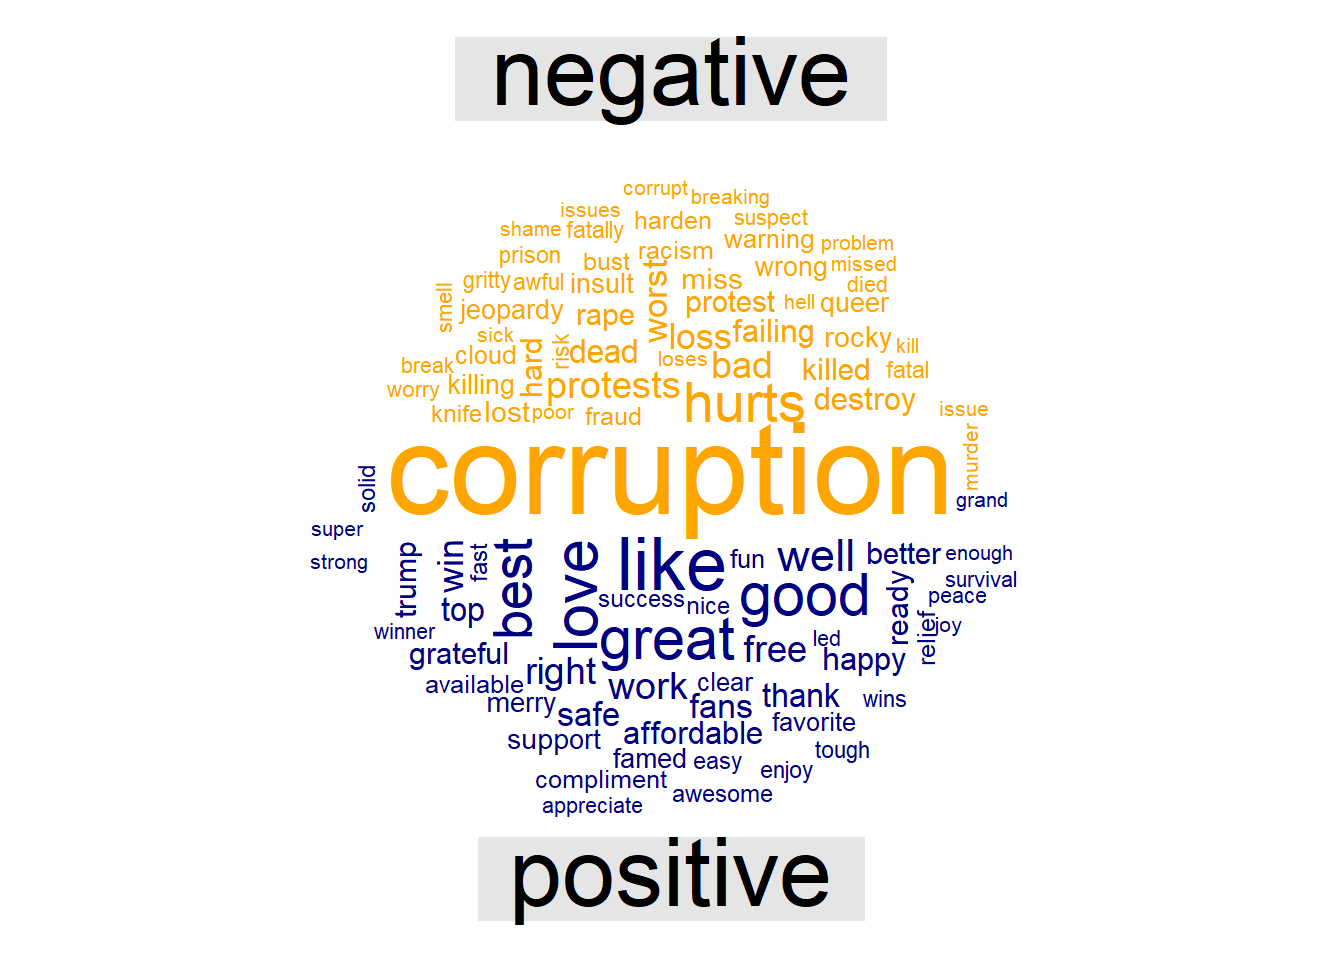 negative
corrupt breaking
issues harden suspect
shame fatally racism warning problem
prison bust worst miss wrong missed
gritty awful insult died
smell jeopardy rape protest hell queer
sick hard risk dead loss failing rocky kill
break cloud loses bad killed fatal
worry killing protests hurts destroy
knife lost poor fraud issue
corruption murder
solid grand
super
strong trump win fast best love like fun well better enough
top success nice good ready survival
peace
winner great led relief joy
grateful right free happy
available work clear thank wins
merry safe fans favorite
support affordable tough
famed easy enjoy
compliment awesome
appreciate
positive